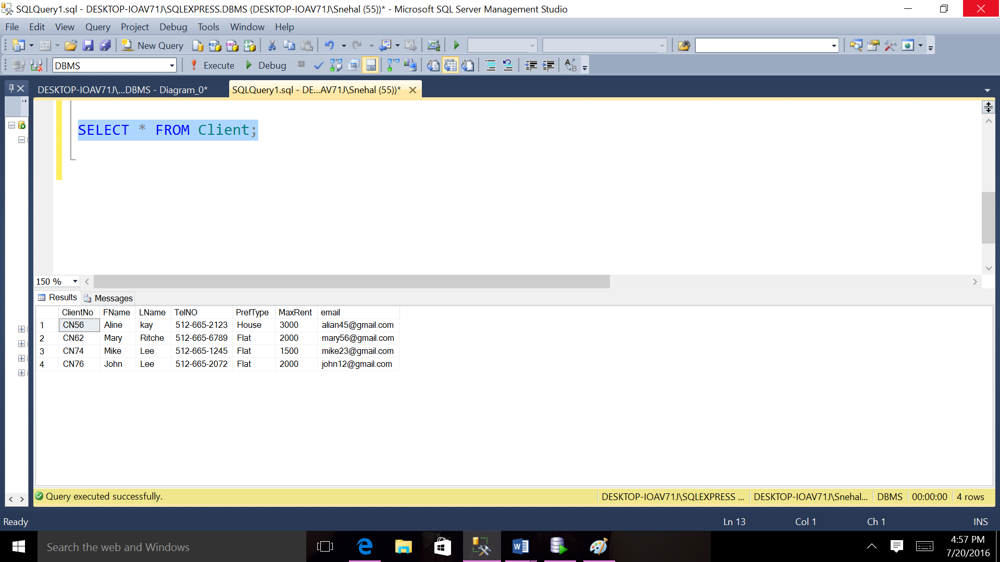 SQLQuery1.sql - DESKTOP-IOAV71J\SQLEXPRESS.DBMS (DESKTOP-IOAV71J\Snehal (55))* - Microsoft SQL Server Management Studio
File Edit View Query Project Debug Tools Window Help
New Query
DBMS Execute Debug
DESKTOP-IOAV71J\...DBMS - Diagram_0* SQLQuery1.sql - DE...AV71J\Snehal (55))*
SELECT * FROM Client;
150 %
Results Messages
ClientNo FName LName TelNO PrefType MaxRent email
1 CN56 Aline kay 512-665-2123 House 3000 alian45@gmail.com
2 CN62 Mary Ritche 512-665-6789 Flat 2000 mary56@gmail.com
3 CN74 Mike Lee 512-665-1245 Flat 1500 mike23@gmail.com
4 CN76 John Lee 512-665-2072 Flat 2000 john12@gmail.com
Query executed successfully. DESKTOP-IOAV71J\SQLEXPRESS ... DESKTOP-IOAV71J\Snehal... DBMS 00:00:00 4 rows
Ready Ln 13 Col 1 Ch 1 INS
Search the web and Windows
4:57 PM
7/20/2016